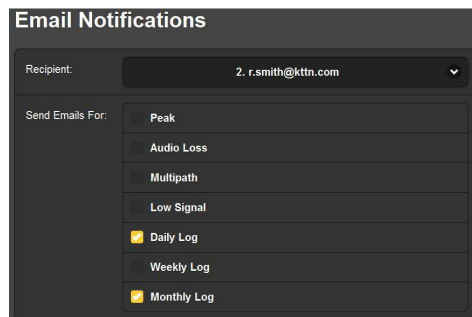 Email Notifications
Recipient:
2. r.smith@kttn.com
Send Emails For:
Peak
Audio Loss
Multipath
Low Signal
Daily Log
Weekly Log
Monthly Log